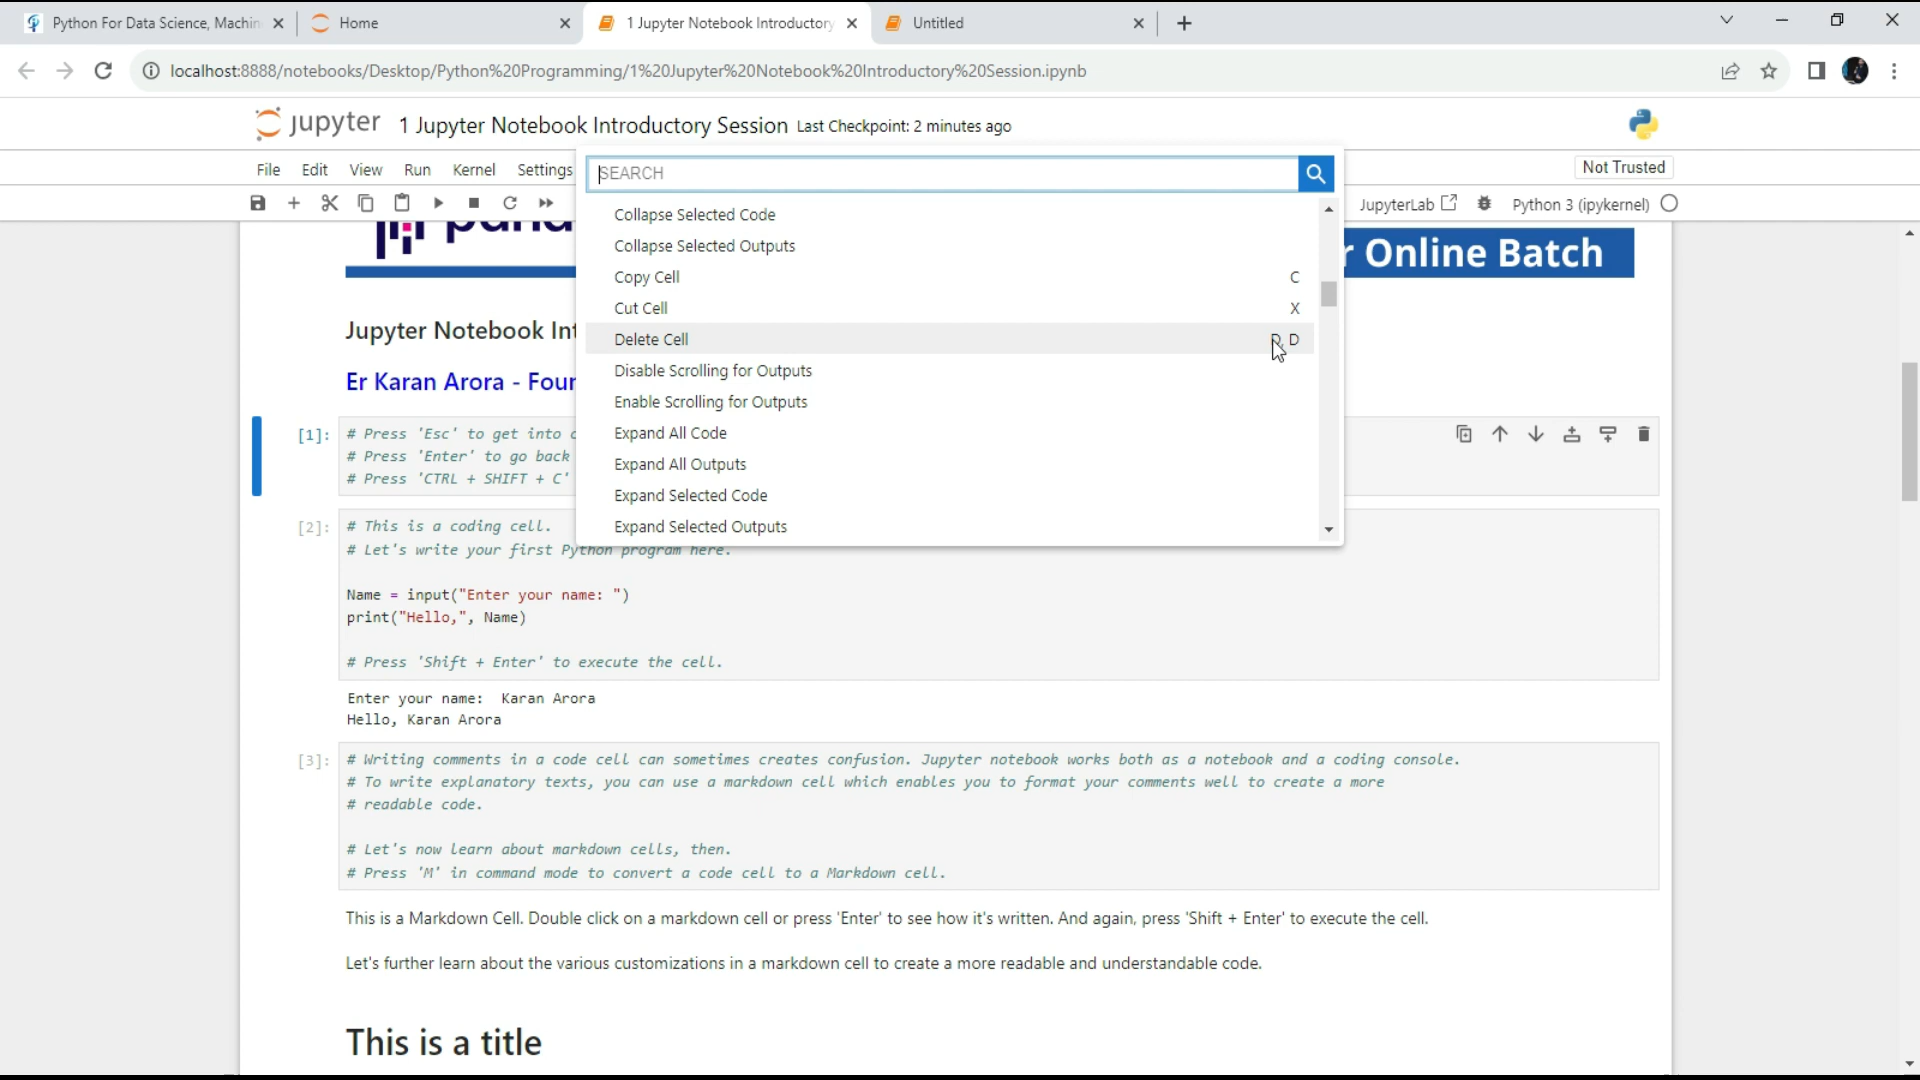 Python For Data Science, Machin
Home
1 Jupyter Notebook Introductory
Untitled
localhost:8888/notebooks/Desktop/Python%20Programming/1%20Jupyter%20Notebook%20Introductory%20Session.ipynb
jupyter 1 Jupyter Notebook Introductory Session Last Checkpoint: 2 minutes ago
File Edit View Run Kernel Settings
Not Trusted
SEARCH
JupyterLab Python 3 (ipykernel)
Collapse Selected Code
Collapse Selected Outputs
Copy Cell C
Cut Cell X
Delete Cell D, D
Disable Scrolling for Outputs
Enable Scrolling for Outputs
Expand All Code
Expand All Outputs
Expand Selected Code
Expand Selected Outputs
r Online Batch
Jupyter Notebook Int
Er Karan Arora - Four
[1]: # Press 'Esc' to get into c
# Press 'Enter' to go back
# Press 'CTRL + SHIFT + C'
[2]: # This is a coding cell.
# Let's write your first Python program here.
Name = input("Enter your name: ")
print("Hello,", Name)
# Press 'Shift + Enter' to execute the cell.
Enter your name: Karan Arora
Hello, Karan Arora
[3]: # Writing comments in a code cell can sometimes creates confusion. Jupyter notebook works both as a notebook and a coding console.
# To write explanatory texts, you can use a markdown cell which enables you to format your comments well to create a more
# readable code.
# Let's now learn about markdown cells, then.
# Press 'M' in command mode to convert a code cell to a Markdown cell.
This is a Markdown Cell. Double click on a markdown cell or press 'Enter' to see how it's written. And again, press 'Shift + Enter' to execute the cell.
Let's further learn about the various customizations in a markdown cell to create a more readable and understandable code.
This is a title